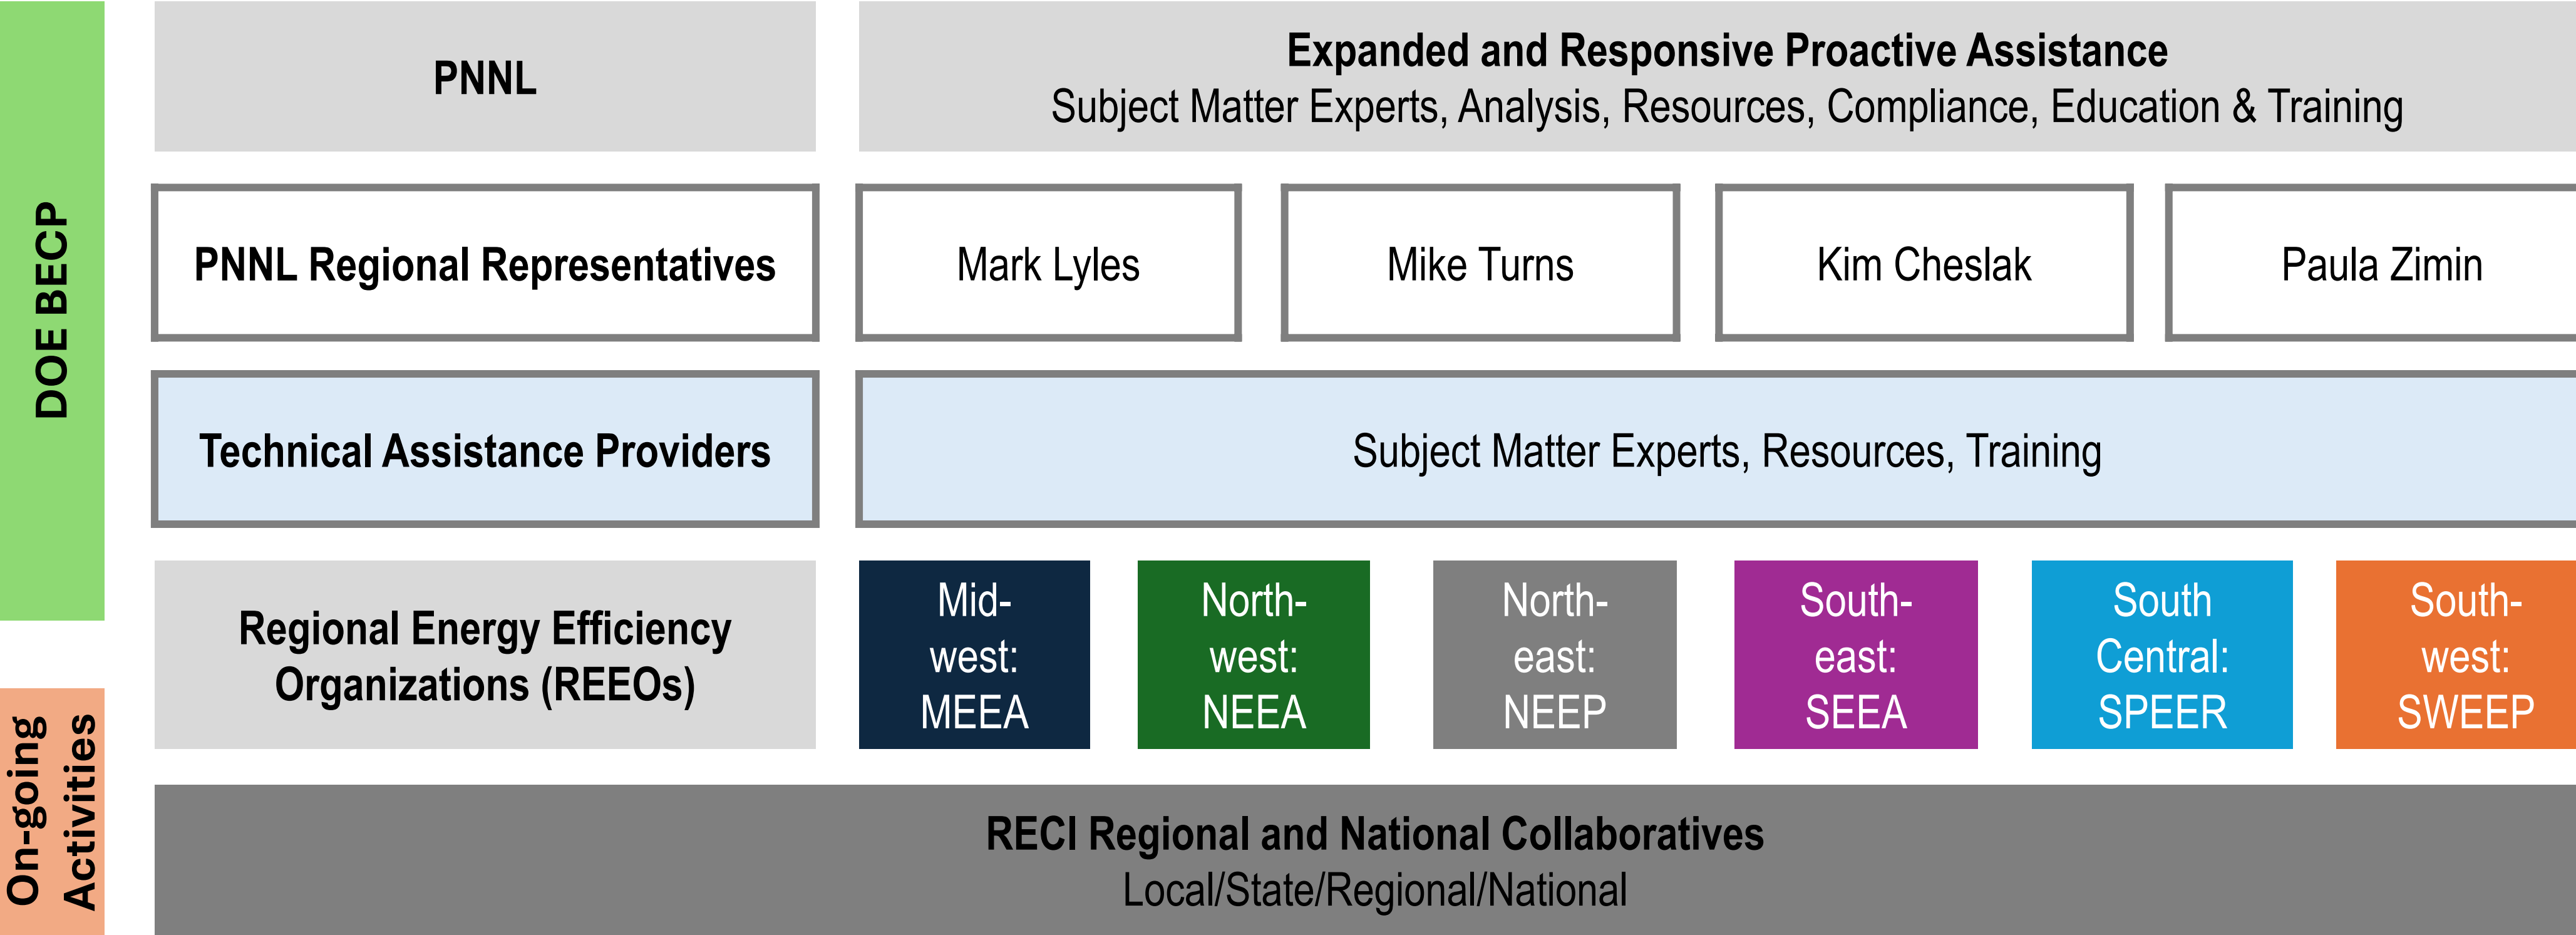 DOE BECP
PNNL
Expanded and Responsive Proactive Assistance
Subject Matter Experts, Analysis, Resources, Compliance, Education & Training
PNNL Regional Representatives
Mark Lyles
Mike Turns
Kim Cheslak
Paula Zimin
Technical Assistance Providers
Subject Matter Experts, Resources, Training
Regional Energy Efficiency
Organizations (REEOs)
Mid-
west:
MEEA
North-
west:
NEEA
North-
east:
NEEP
South-
east:
SEEA
South
Central:
SPEER
South-
west:
SWEEP
On-going
Activities
RECI Regional and National Collaboratives
Local/State/Regional/National